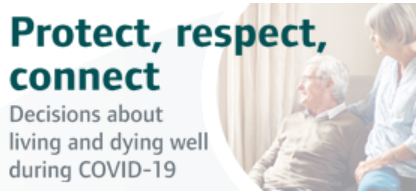 Protect, respect,
connect
Decisions about
living and dying well
during COVID-19